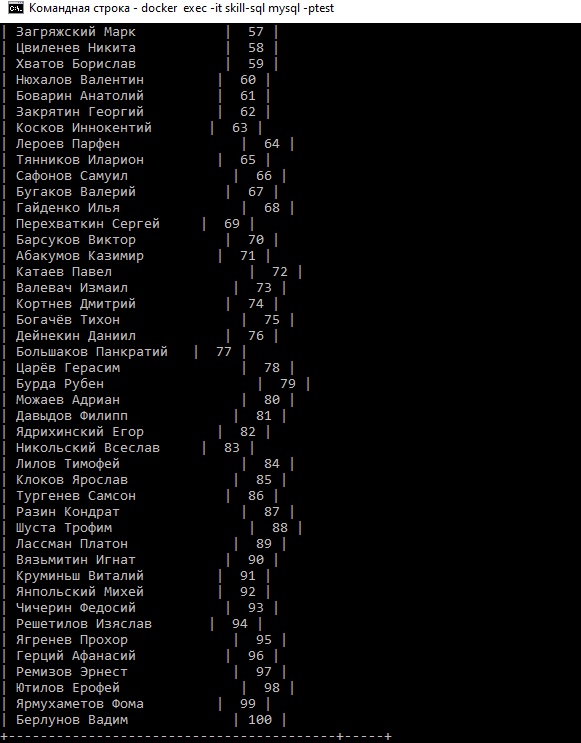 Командная строка - docker exec -it skill-sql mysql -ptest
| Загряжский Марк | 57 |
| Цвиленев Никита | 58 |
| Хватов Борислав | 59 |
| Нюхалов Валентин | 60 |
| Боварин Анатолий | 61 |
| Закрятин Георгий | 62 |
| Косков Иннокентий | 63 |
| Лероев Парфен | 64 |
| Тянников Иларион | 65 |
| Сафонов Самуил | 66 |
| Бугаков Валерий | 67 |
| Гайденко Илья | 68 |
| Перехваткин Сергей | 69 |
| Барсуков Виктор | 70 |
| Абакумов Казимир | 71 |
| Катаев Павел | 72 |
| Валевач Измаил | 73 |
| Кортнев Дмитрий | 74 |
| Богачёв Тихон | 75 |
| Дейнекин Даниил | 76 |
| Большаков Панкратий | 77 |
| Царёв Герасим | 78 |
| Бурда Рубен | 79 |
| Можаев Адриан | 80 |
| Давыдов Филипп | 81 |
| Ядрихинский Егор | 82 |
| Никольский Всеслав | 83 |
| Лилов Тимофей | 84 |
| Клоков Ярослав | 85 |
| Тургенев Самсон | 86 |
| Разин Кондрат | 87 |
| Шуста Трофим | 88 |
| Лассман Платон | 89 |
| Вязьмитин Игнат | 90 |
| Круминьш Виталий | 91 |
| Янпольский Михей | 92 |
| Чичерин Федосий | 93 |
| Решетилов Изяслав | 94 |
| Ягренев Прохор | 95 |
| Герций Афанасий | 96 |
| Ремизов Эрнест | 97 |
| Ютилов Ерофей | 98 |
| Ярмухаметов Фома | 99 |
| Берлунов Вадим | 100 |
+-----------------------------------------+-----+